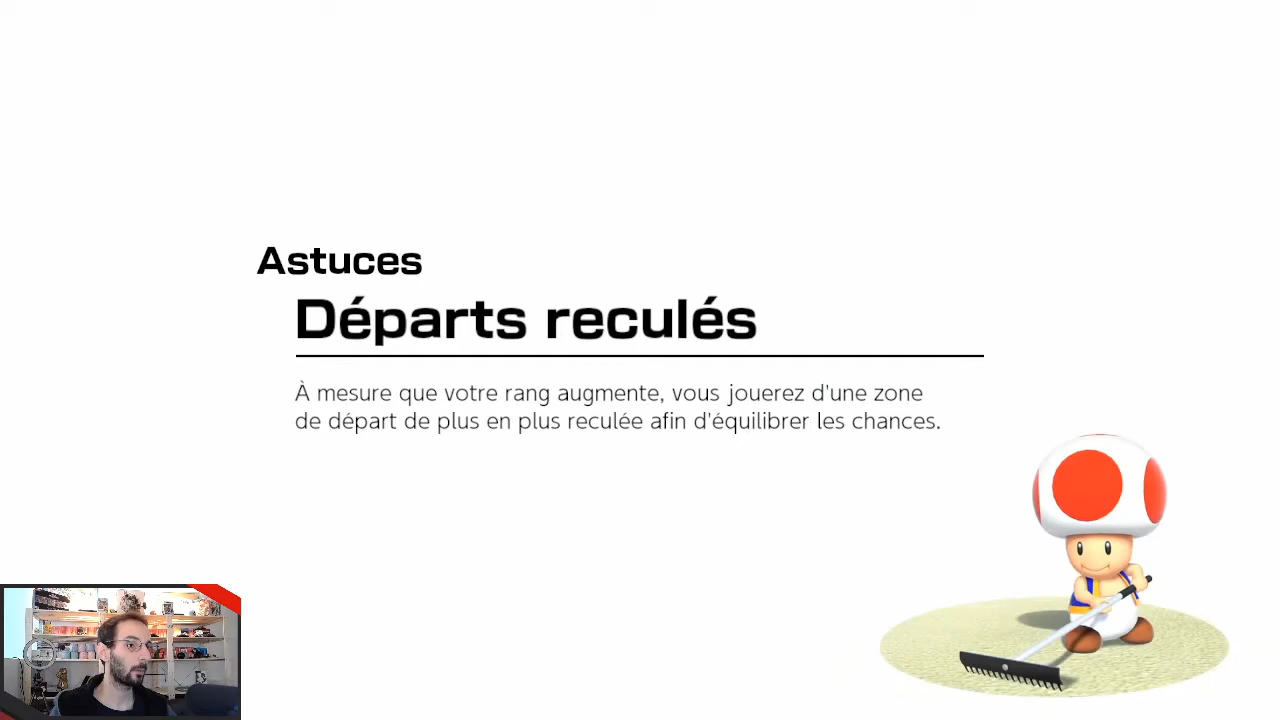 Astuces
Départs reculés
À mesure que votre rang augmente, vous jouerez d'une zone
de départ de plus en plus reculée afin d'équilibrer les chances.